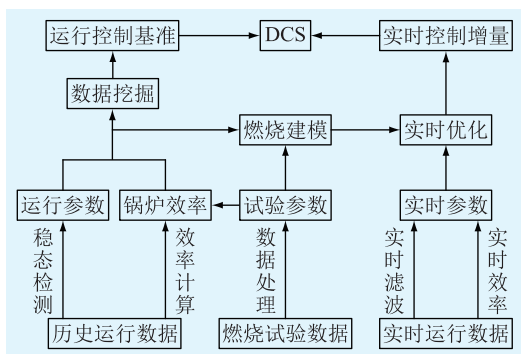 运行控制基准
DCS
实时控制增量
数据挖掘
燃烧建模
实时优化
运行参数
锅炉效率
试验参数
实时参数
稳态检测
效率计算
数据处理
实时滤波
实时效率
历史运行数据
燃烧试验数据
实时运行数据